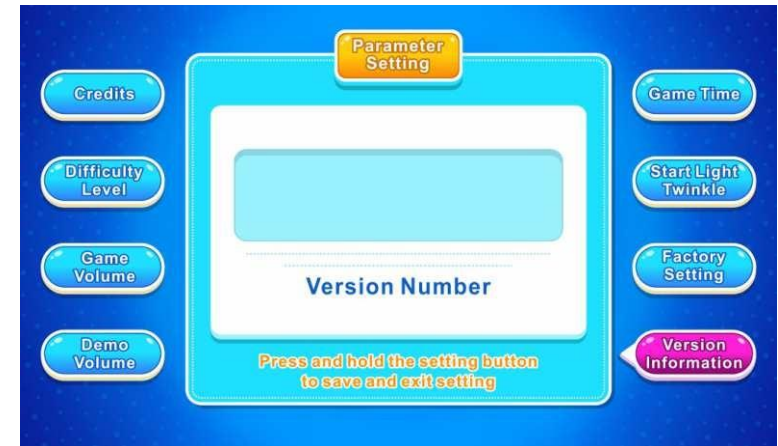 Parameter
Setting
Credits
Difficulty
Level
Game
Volume
Demo
Volume
Version Number
Press and hold the setting button
to save and exit setting
Game Time
Start Light
Twinkle
Factory
Setting
Version
Information